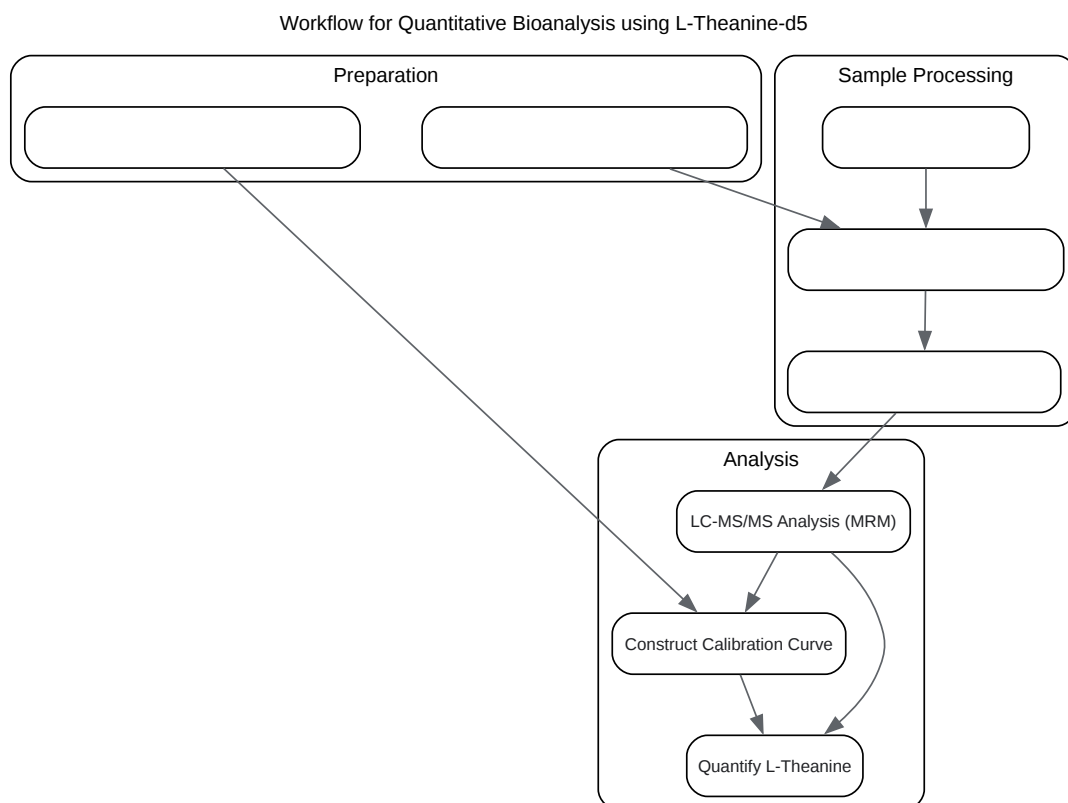 Workflow for Quantitative Bioanalysis using L-Theanine-d5
Preparation
Sample Processing
Analysis
LC-MS/MS Analysis (MRM)
Construct Calibration Curve
Quantify L-Theanine